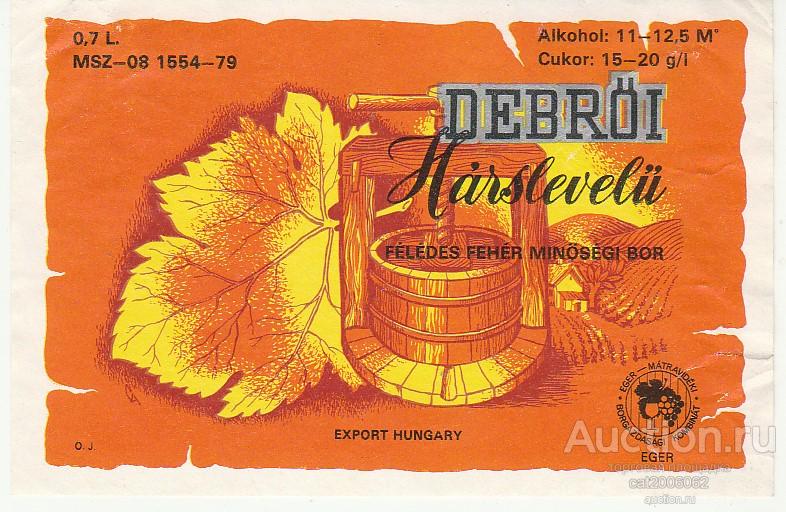 0,7 L.
MSZ–08 1554–79
Alkohol: 11–12,5 M°
Cukor: 15–20 g/l
DEBRŐI
Hárslevelü
FÉLÉDES FEHÉR MINŐSÉGI BOR
EXPORT HUNGARY
O. J.
EGER – MÁTRAVIDÉKI
BORGAZDASÁGI KOMBINÁT
EGER
Auction.ru
торговая площадка
cat2006062
auction.ru